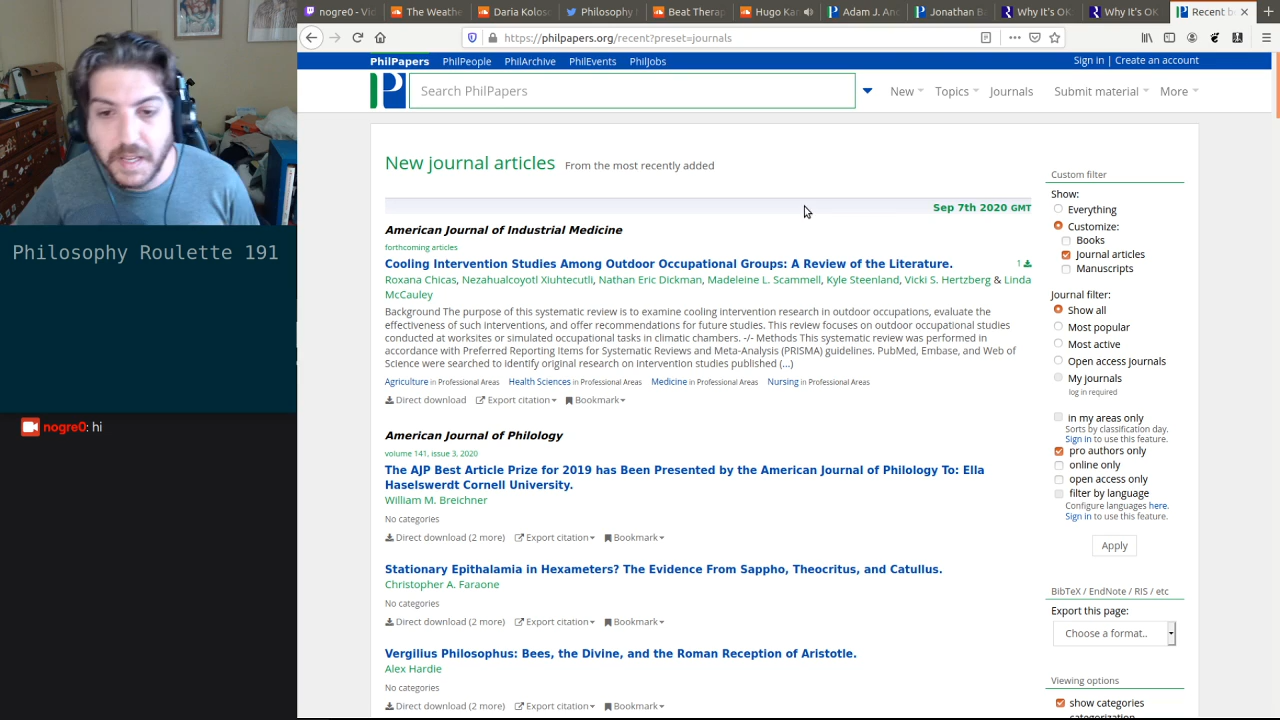 nogre0 - Vid
The Weathe
Daria Kolos
Philosophy
Beat Therap
Hugo Kar
Adam J. And
Jonathan B
Why It's OK
Why It's OK
Recent b
https://philpapers.org/recent?preset=journals
PhilPapers PhilPeople PhilArchive PhilEvents PhilJobs
Sign in | Create an account
Search PhilPapers
New Topics Journals Submit material More
New journal articles From the most recently added
Sep 7th 2020 GMT
American Journal of Industrial Medicine
forthcoming articles
Cooling Intervention Studies Among Outdoor Occupational Groups: A Review of the Literature.
1
Roxana Chicas, Nezahualcoyotl Xiuhtecutli, Nathan Eric Dickman, Madeleine L. Scammell, Kyle Steenland, Vicki S. Hertzberg & Linda
McCauley
Background The purpose of this systematic review is to examine cooling intervention research in outdoor occupations, evaluate the
effectiveness of such interventions, and offer recommendations for future studies. This review focuses on outdoor occupational studies
conducted at worksites or simulated occupational tasks in climatic chambers. -/- Methods This systematic review was performed in
accordance with Preferred Reporting Items for Systematic Reviews and Meta-Analysis (PRISMA) guidelines. PubMed, Embase, and Web of
Science were searched to identify original research on intervention studies published (...)
Agriculture in Professional Areas Health Sciences in Professional Areas Medicine in Professional Areas Nursing in Professional Areas
Direct download Export citation Bookmark
American Journal of Philology
volume 141, issue 3, 2020
The AJP Best Article Prize for 2019 has Been Presented by the American Journal of Philology To: Ella
Haselswerdt Cornell University.
William M. Breichner
No categories
Direct download (2 more) Export citation Bookmark
Stationary Epithalamia in Hexameters? The Evidence From Sappho, Theocritus, and Catullus.
Christopher A. Faraone
No categories
Direct download (2 more) Export citation Bookmark
Vergilius Philosophus: Bees, the Divine, and the Roman Reception of Aristotle.
Alex Hardie
No categories
Direct download (2 more) Export citation Bookmark
Custom filter
Show:
Everything
Customize:
Books
Journal articles
Manuscripts
Journal filter:
Show all
Most popular
Most active
Open access journals
My journals
log in required
in my areas only
Sorts by classification day.
Sign in to use this feature.
pro authors only
online only
open access only
filter by language
Configure languages here.
Sign in to use this feature.
Apply
BibTeX / EndNote / RIS / etc
Export this page:
Choose a format..
Viewing options
show categories
categorization
Philosophy Roulette 191
nogre0: hi